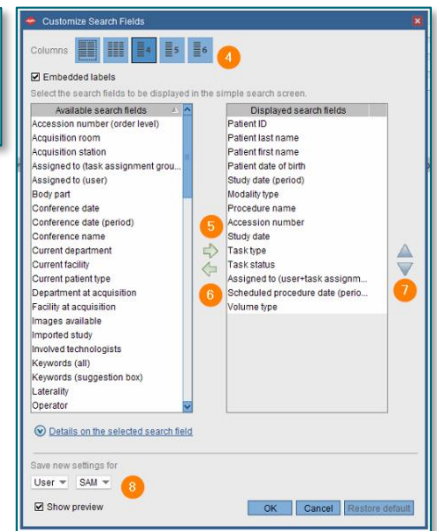 Customize Search Fields
Columns 4 5 6 4
Embedded labels
Select the search fields to be displayed in the simple search screen.
Available search fields
Accession number (order level)
Acquisition room
Acquisition station
Assigned to (task assignment grou...
Assigned to (user)
Body part
Conference date
Conference date (period)
Conference name
Current department
Current facility
Current patient type
Department at acquisition
Facility at acquisition
Images available
Imported study
Involved technologists
Keywords (all)
Keywords (suggestion box)
Laterality
Operator
5
6
Displayed search fields
Patient ID
Patient last name
Patient first name
Patient date of birth
Study date (period)
Modality type
Procedure name
Accession number
Study date
Task type
Task status
Assigned to (user+task assignm...
Scheduled procedure date (perio...
Volume type
7
Details on the selected search field
Save new settings for
User SAM 8
Show preview
OK Cancel Restore default